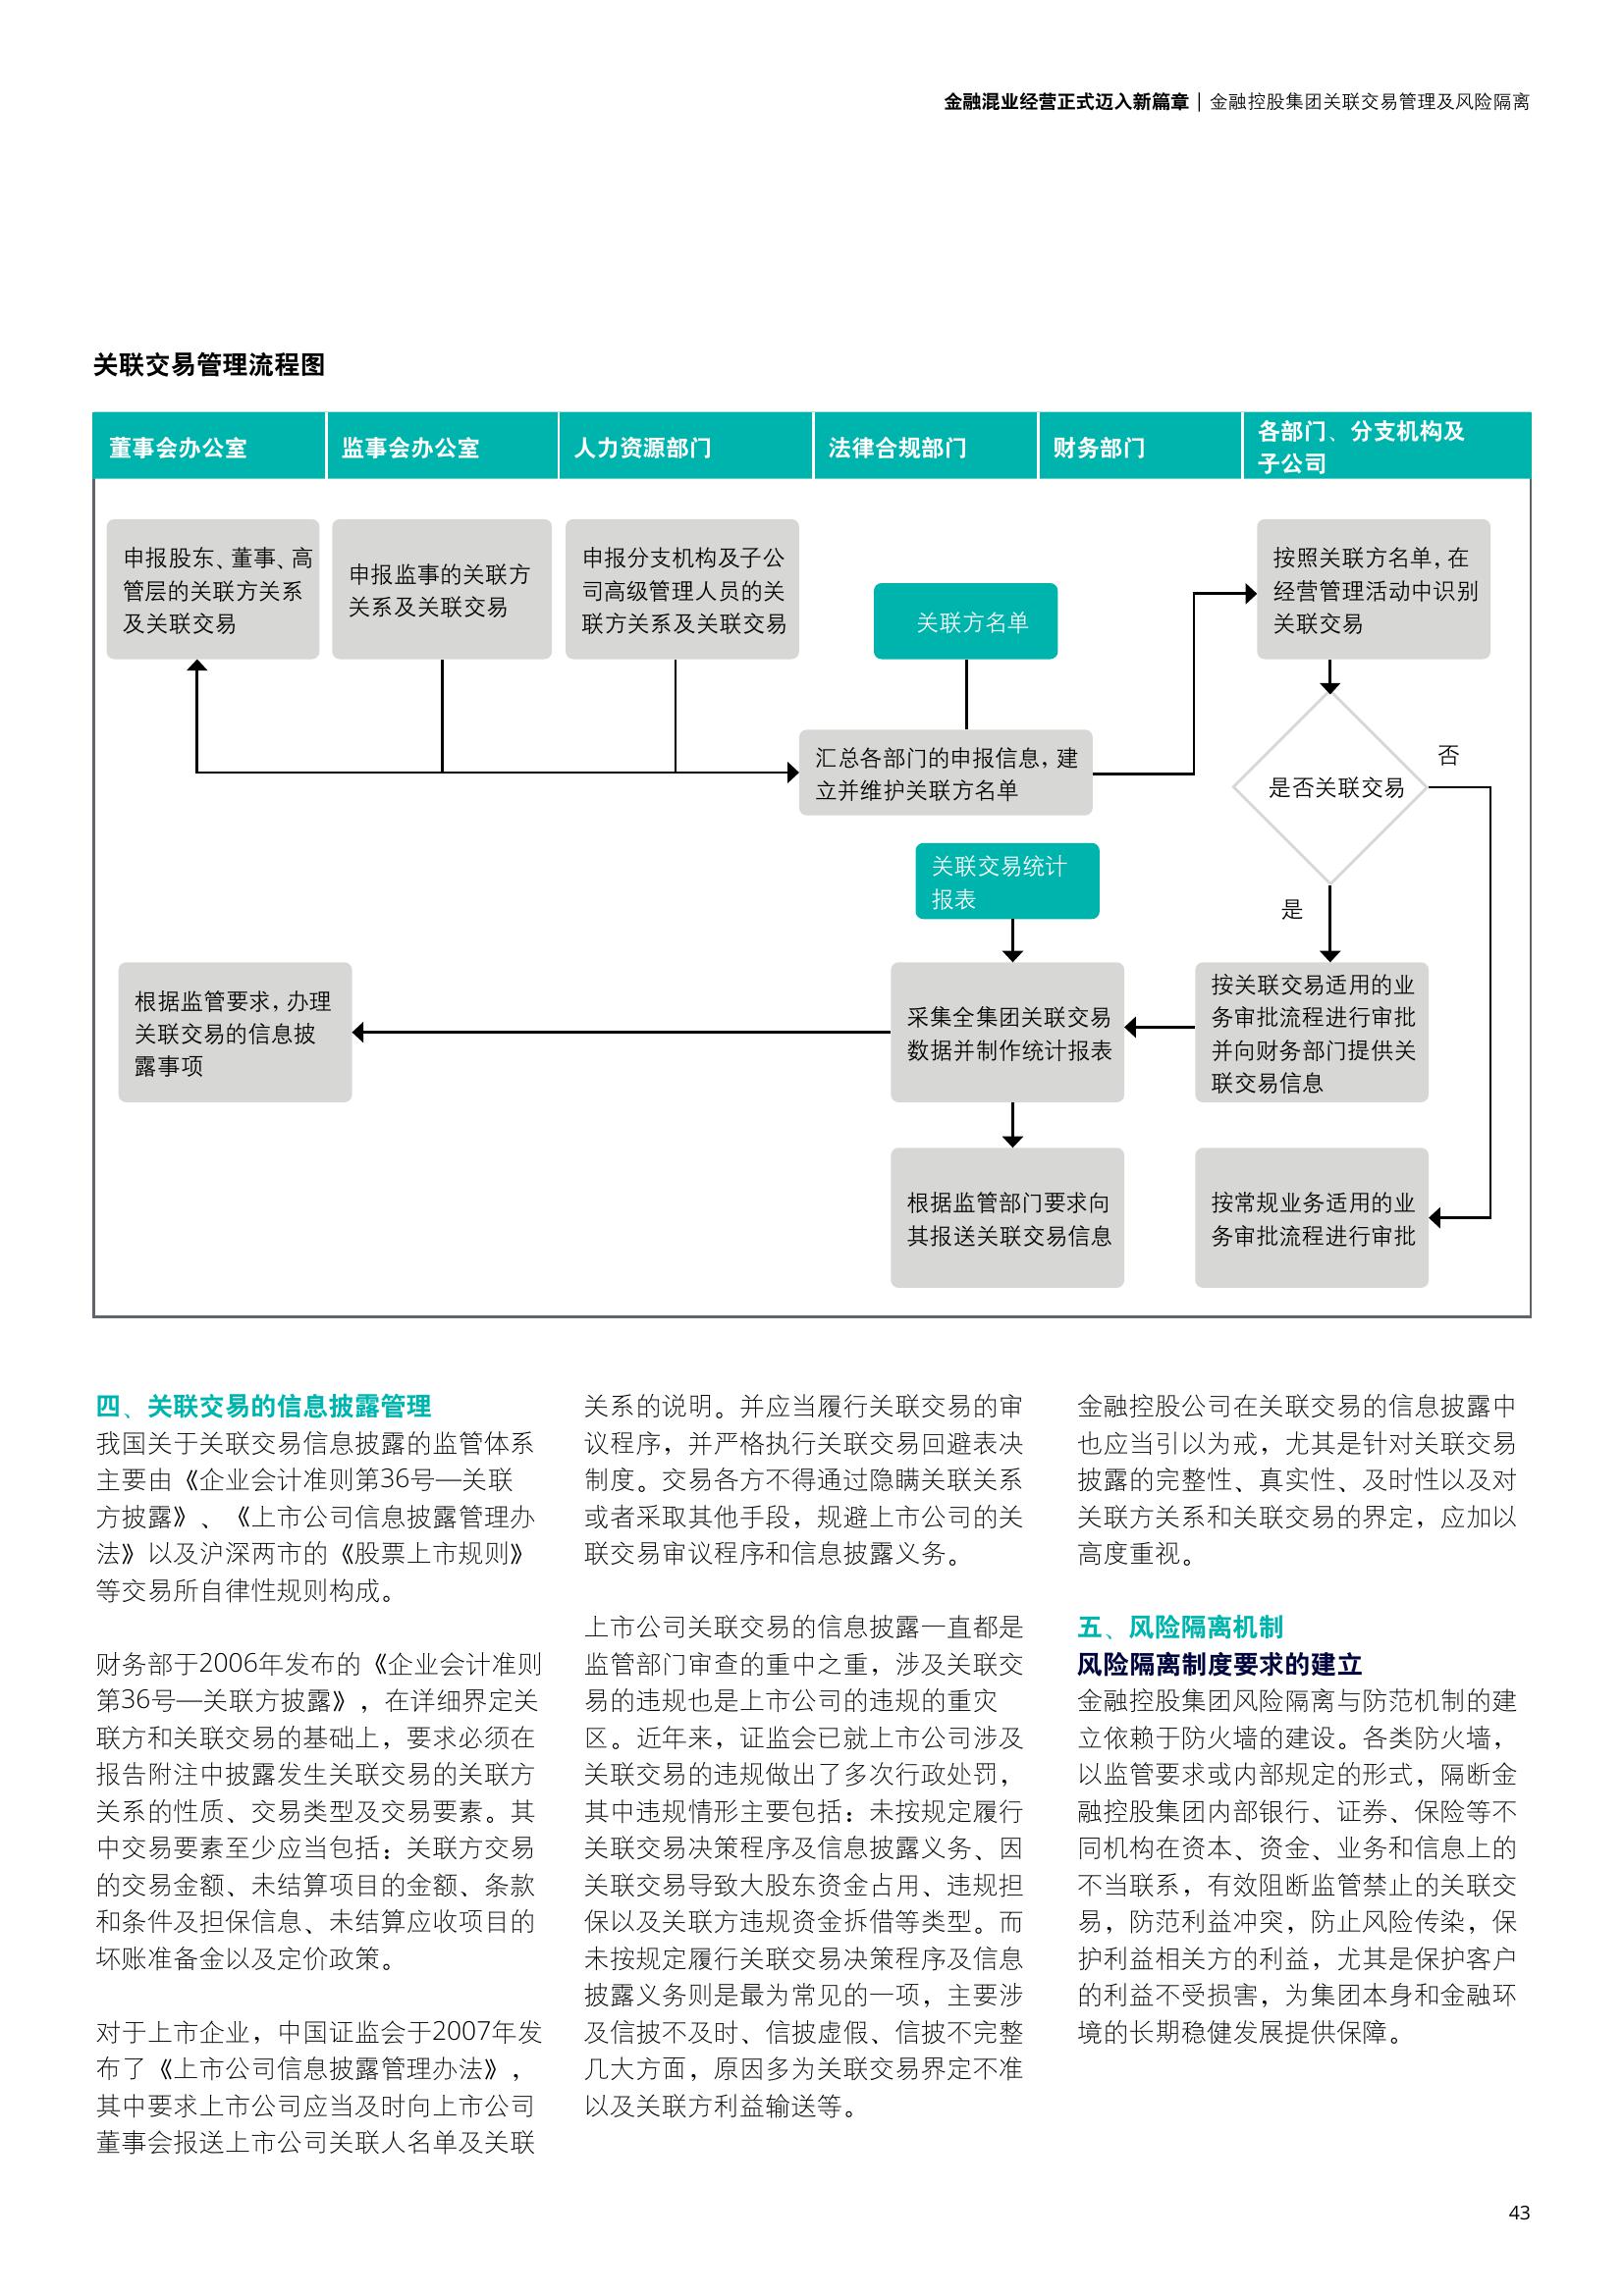 金融混业经营正式迈入新篇章 | 金融控股集团关联交易管理及风险隔离
关联交易管理流程图
董事会办公室
监事会办公室
人力资源部门
法律合规部门
财务部门
各部门、分支机构及
子公司
申报股东、董事、高
管层的关联方关系
及关联交易
申报监事的关联方
关系及关联交易
申报分支机构及子公
司高级管理人员的关
联方关系及关联交易
关联方名单
按照关联方名单，在
经营管理活动中识别
关联交易
汇总各部门的申报信息，建
立并维护关联方名单
否
是否关联交易
关联交易统计
报表
是
根据监管要求，办理
关联交易的信息披
露事项
采集全集团关联交易
数据并制作统计报表
按关联交易适用的业
务审批流程进行审批
并向财务部门提供关
联交易信息
根据监管部门要求向
其报送关联交易信息
按常规业务适用的业
务审批流程进行审批
四、关联交易的信息披露管理
我国关于关联交易信息披露的监管体系
主要由《企业会计准则第36号—关联
方披露》、《上市公司信息披露管理办
法》以及沪深两市的《股票上市规则》
等交易所自律性规则构成。
财务部于2006年发布的《企业会计准则
第36号—关联方披露》，在详细界定关
联方和关联交易的基础上，要求必须在
报告附注中披露发生关联交易的关联方
关系的性质、交易类型及交易要素。其
中交易要素至少应当包括：关联方交易
的交易金额、未结算项目的金额、条款
和条件及担保信息、未结算应收项目的
坏账准备金以及定价政策。
对于上市企业，中国证监会于2007年发
布了《上市公司信息披露管理办法》，
其中要求上市公司应当及时向上市公司
董事会报送上市公司关联人名单及关联
关系的说明。并应当履行关联交易的审
议程序，并严格执行关联交易回避表决
制度。交易各方不得通过隐瞒关联关系
或者采取其他手段，规避上市公司的关
联交易审议程序和信息披露义务。
上市公司关联交易的信息披露一直都是
监管部门审查的重中之重，涉及关联交
易的违规也是上市公司的违规的重灾
区。近年来，证监会已就上市公司涉及
关联交易的违规做出了多次行政处罚，
其中违规情形主要包括：未按规定履行
关联交易决策程序及信息披露义务、因
关联交易导致大股东资金占用、违规担
保以及关联方违规资金拆借等类型。而
未按规定履行关联交易决策程序及信息
披露义务则是最为常见的一项，主要涉
及信披不及时、信披虚假、信披不完整
几大方面，原因多为关联交易界定不准
以及关联方利益输送等。
金融控股公司在关联交易的信息披露中
也应当引以为戒，尤其是针对关联交易
披露的完整性、真实性、及时性以及对
关联方关系和关联交易的界定，应加以
高度重视。
五、风险隔离机制
风险隔离制度要求的建立
金融控股集团风险隔离与防范机制的建
立依赖于防火墙的建设。各类防火墙，
以监管要求或内部规定的形式，隔断金
融控股集团内部银行、证券、保险等不
同机构在资本、资金、业务和信息上的
不当联系，有效阻断监管禁止的关联交
易，防范利益冲突，防止风险传染，保
护利益相关方的利益，尤其是保护客户
的利益不受损害，为集团本身和金融环
境的长期稳健发展提供保障。
43